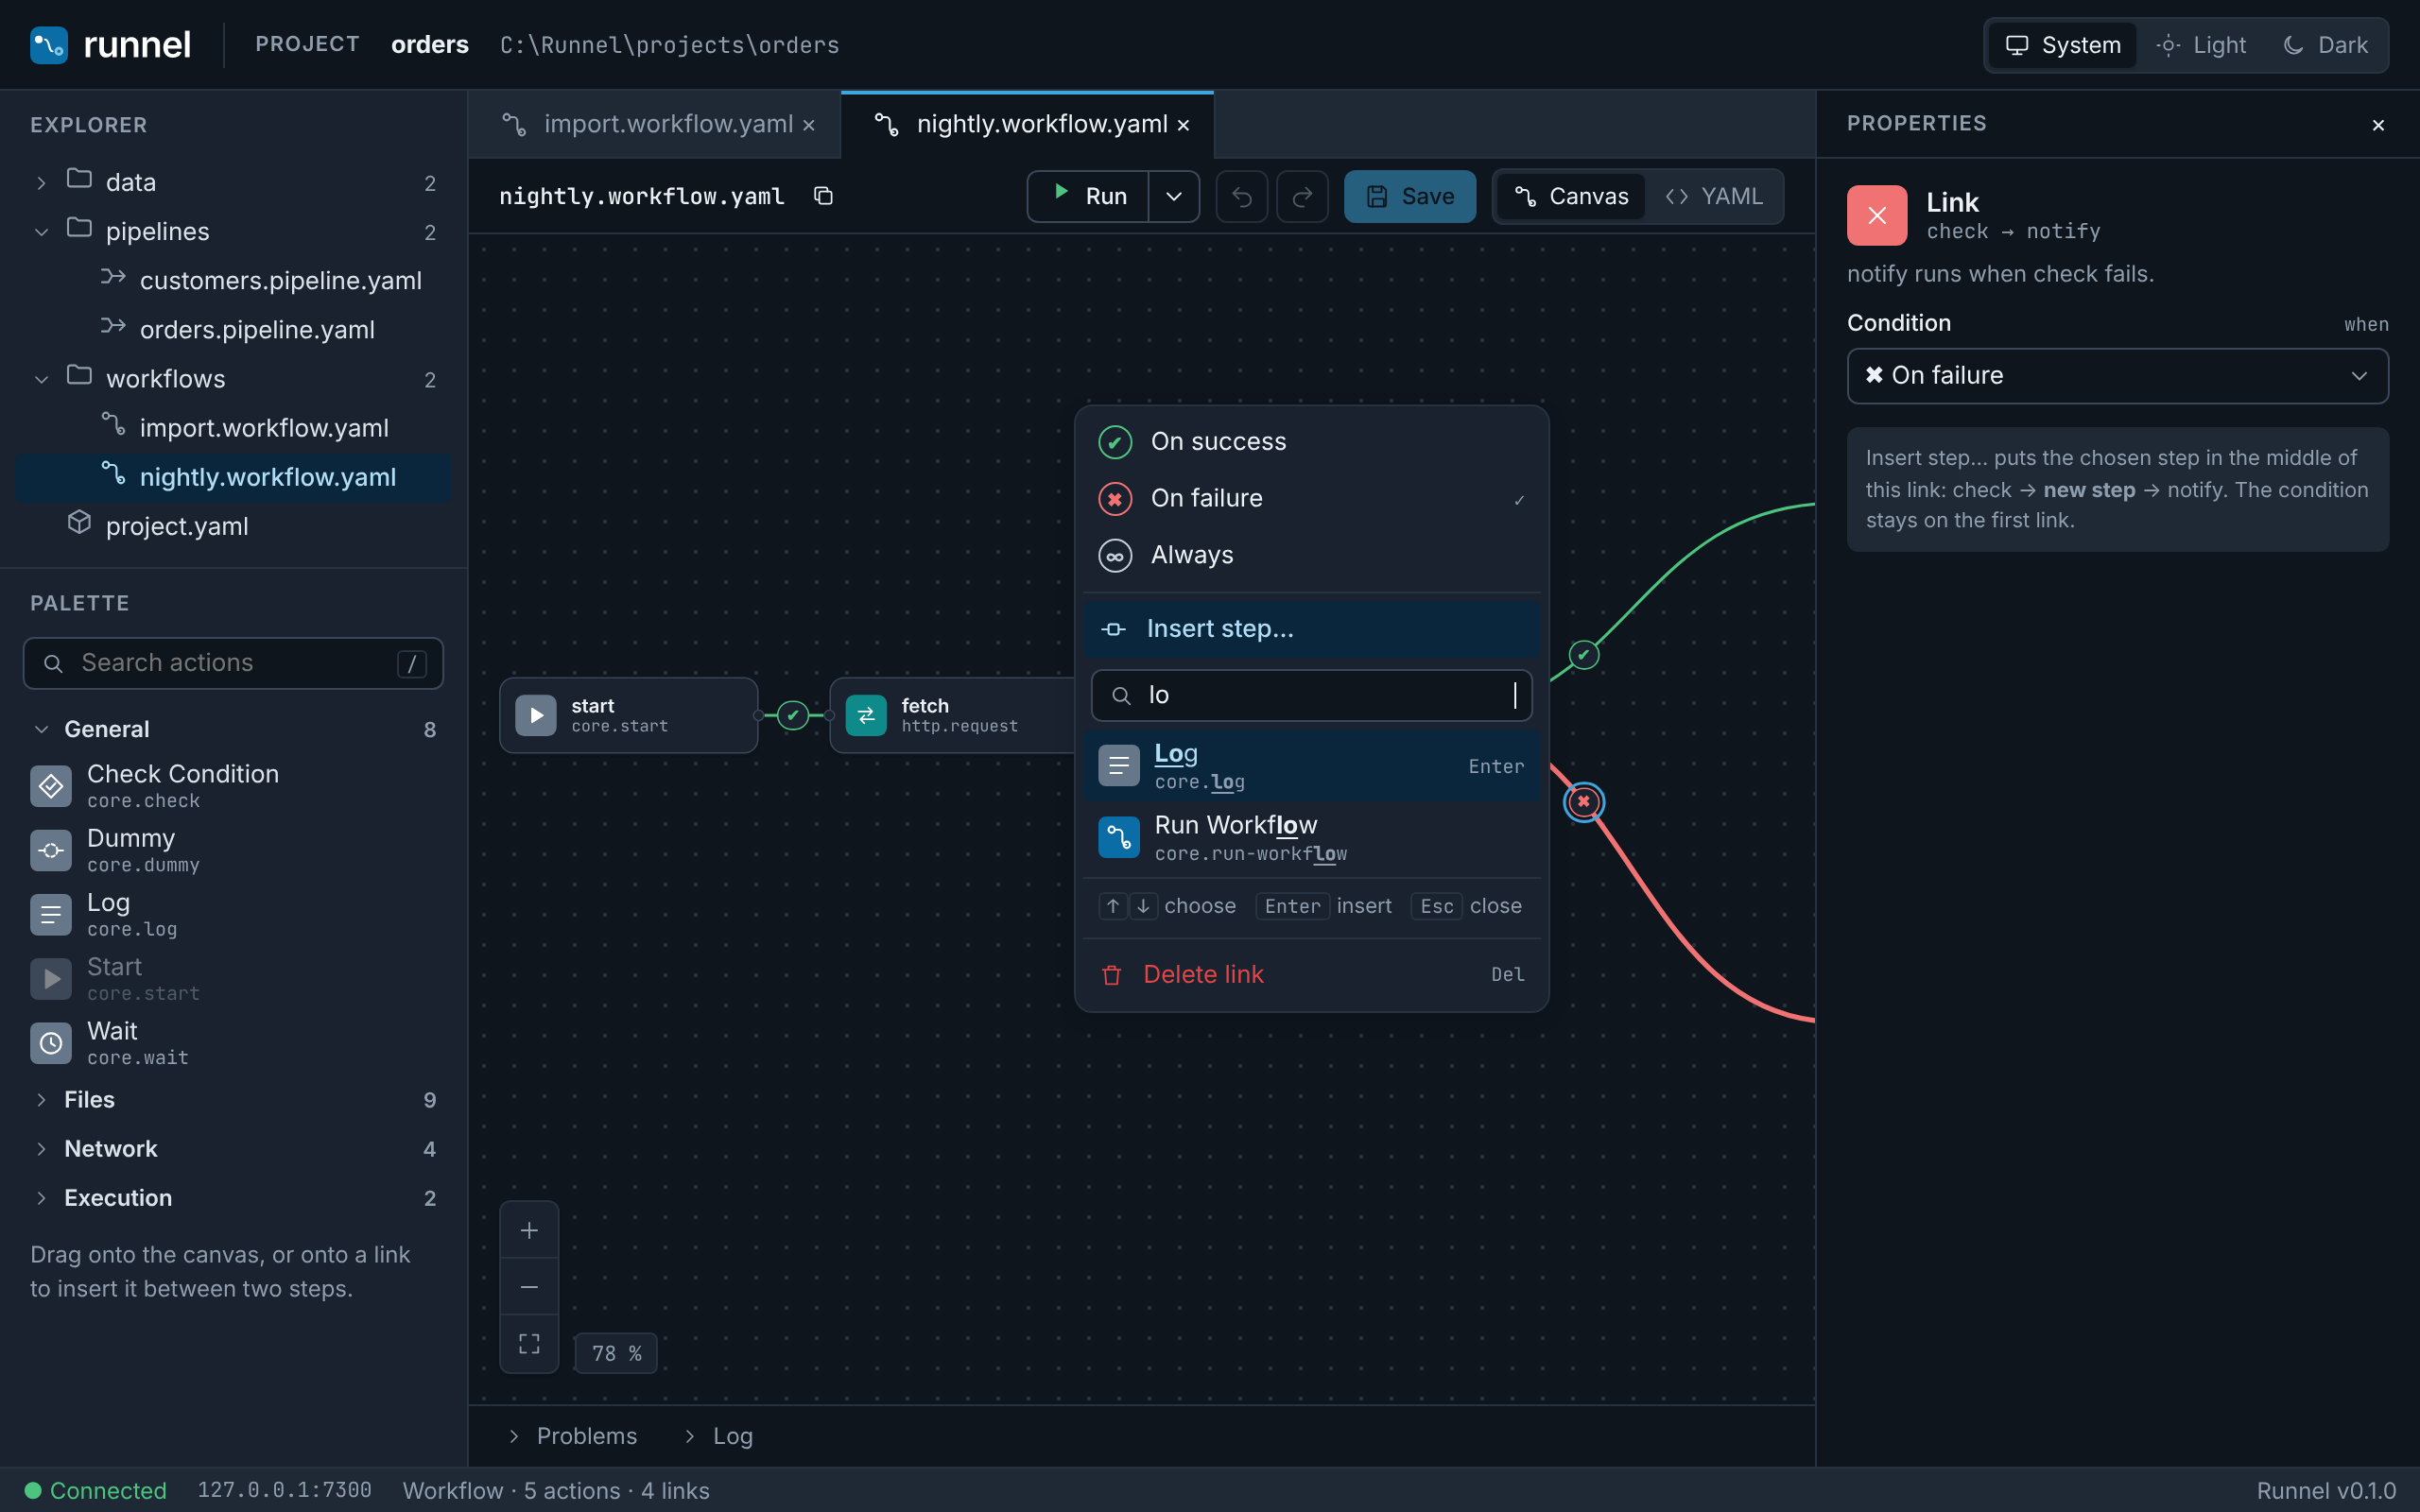 runnel
PROJECT orders C:\Runnel\projects\orders
System Light Dark
EXPLORER
data 2
pipelines 2
customers.pipeline.yaml
orders.pipeline.yaml
workflows 2
import.workflow.yaml
nightly.workflow.yaml
project.yaml
PALETTE
Search actions /
General 8
Check Condition
core.check
Dummy
core.dummy
Log
core.log
Start
core.start
Wait
core.wait
Files 9
Network 4
Execution 2
Drag onto the canvas, or onto a link
to insert it between two steps.
import.workflow.yaml × nightly.workflow.yaml ×
nightly.workflow.yaml Run Save Canvas YAML
start
core.start
fetch
http.request
On success
On failure ✓
Always
Insert step…
lo
Log
core.log
Enter
Run Workflow
core.run-workflow
↑ ↓ choose Enter insert Esc close
Delete link Del
78 %
Problems Log
PROPERTIES ×
Link
check → notify
notify runs when check fails.
Condition when
✖ On failure
Insert step… puts the chosen step in the middle of
this link: check → new step → notify. The condition
stays on the first link.
Connected 127.0.0.1:7300 Workflow · 5 actions · 4 links
Runnel v0.1.0